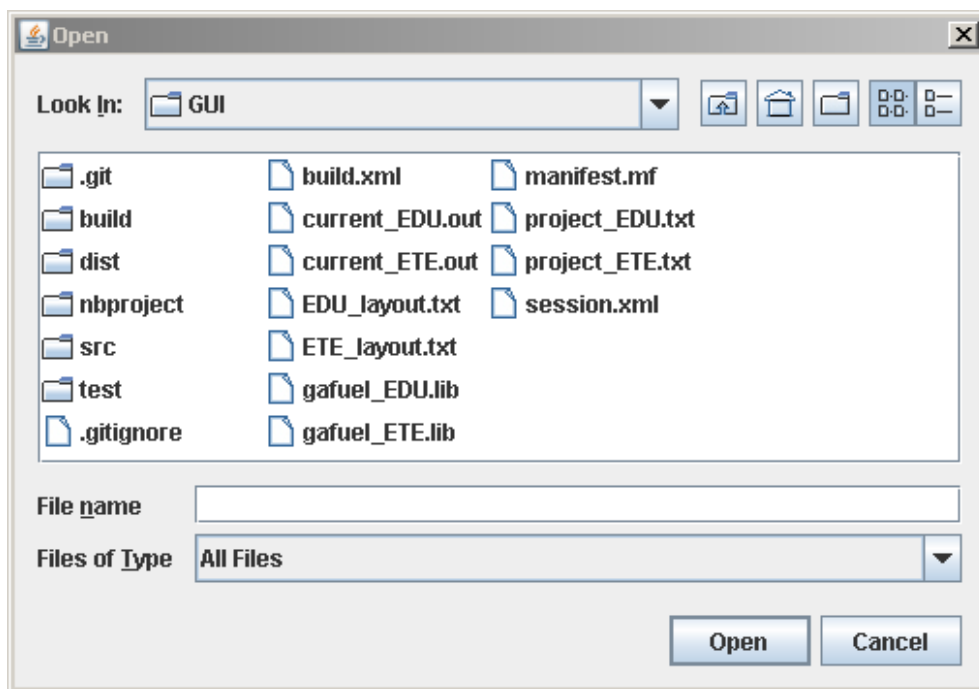 Open
Look In: GUI
.git build.xml manifest.mf
build current_EDU.out project_EDU.txt
dist current_ETE.out project_ETE.txt
nbproject EDU_layout.txt session.xml
src ETE_layout.txt
test gafuel_EDU.lib
.gitignore gafuel_ETE.lib
File name
Files of Type All Files
Open Cancel